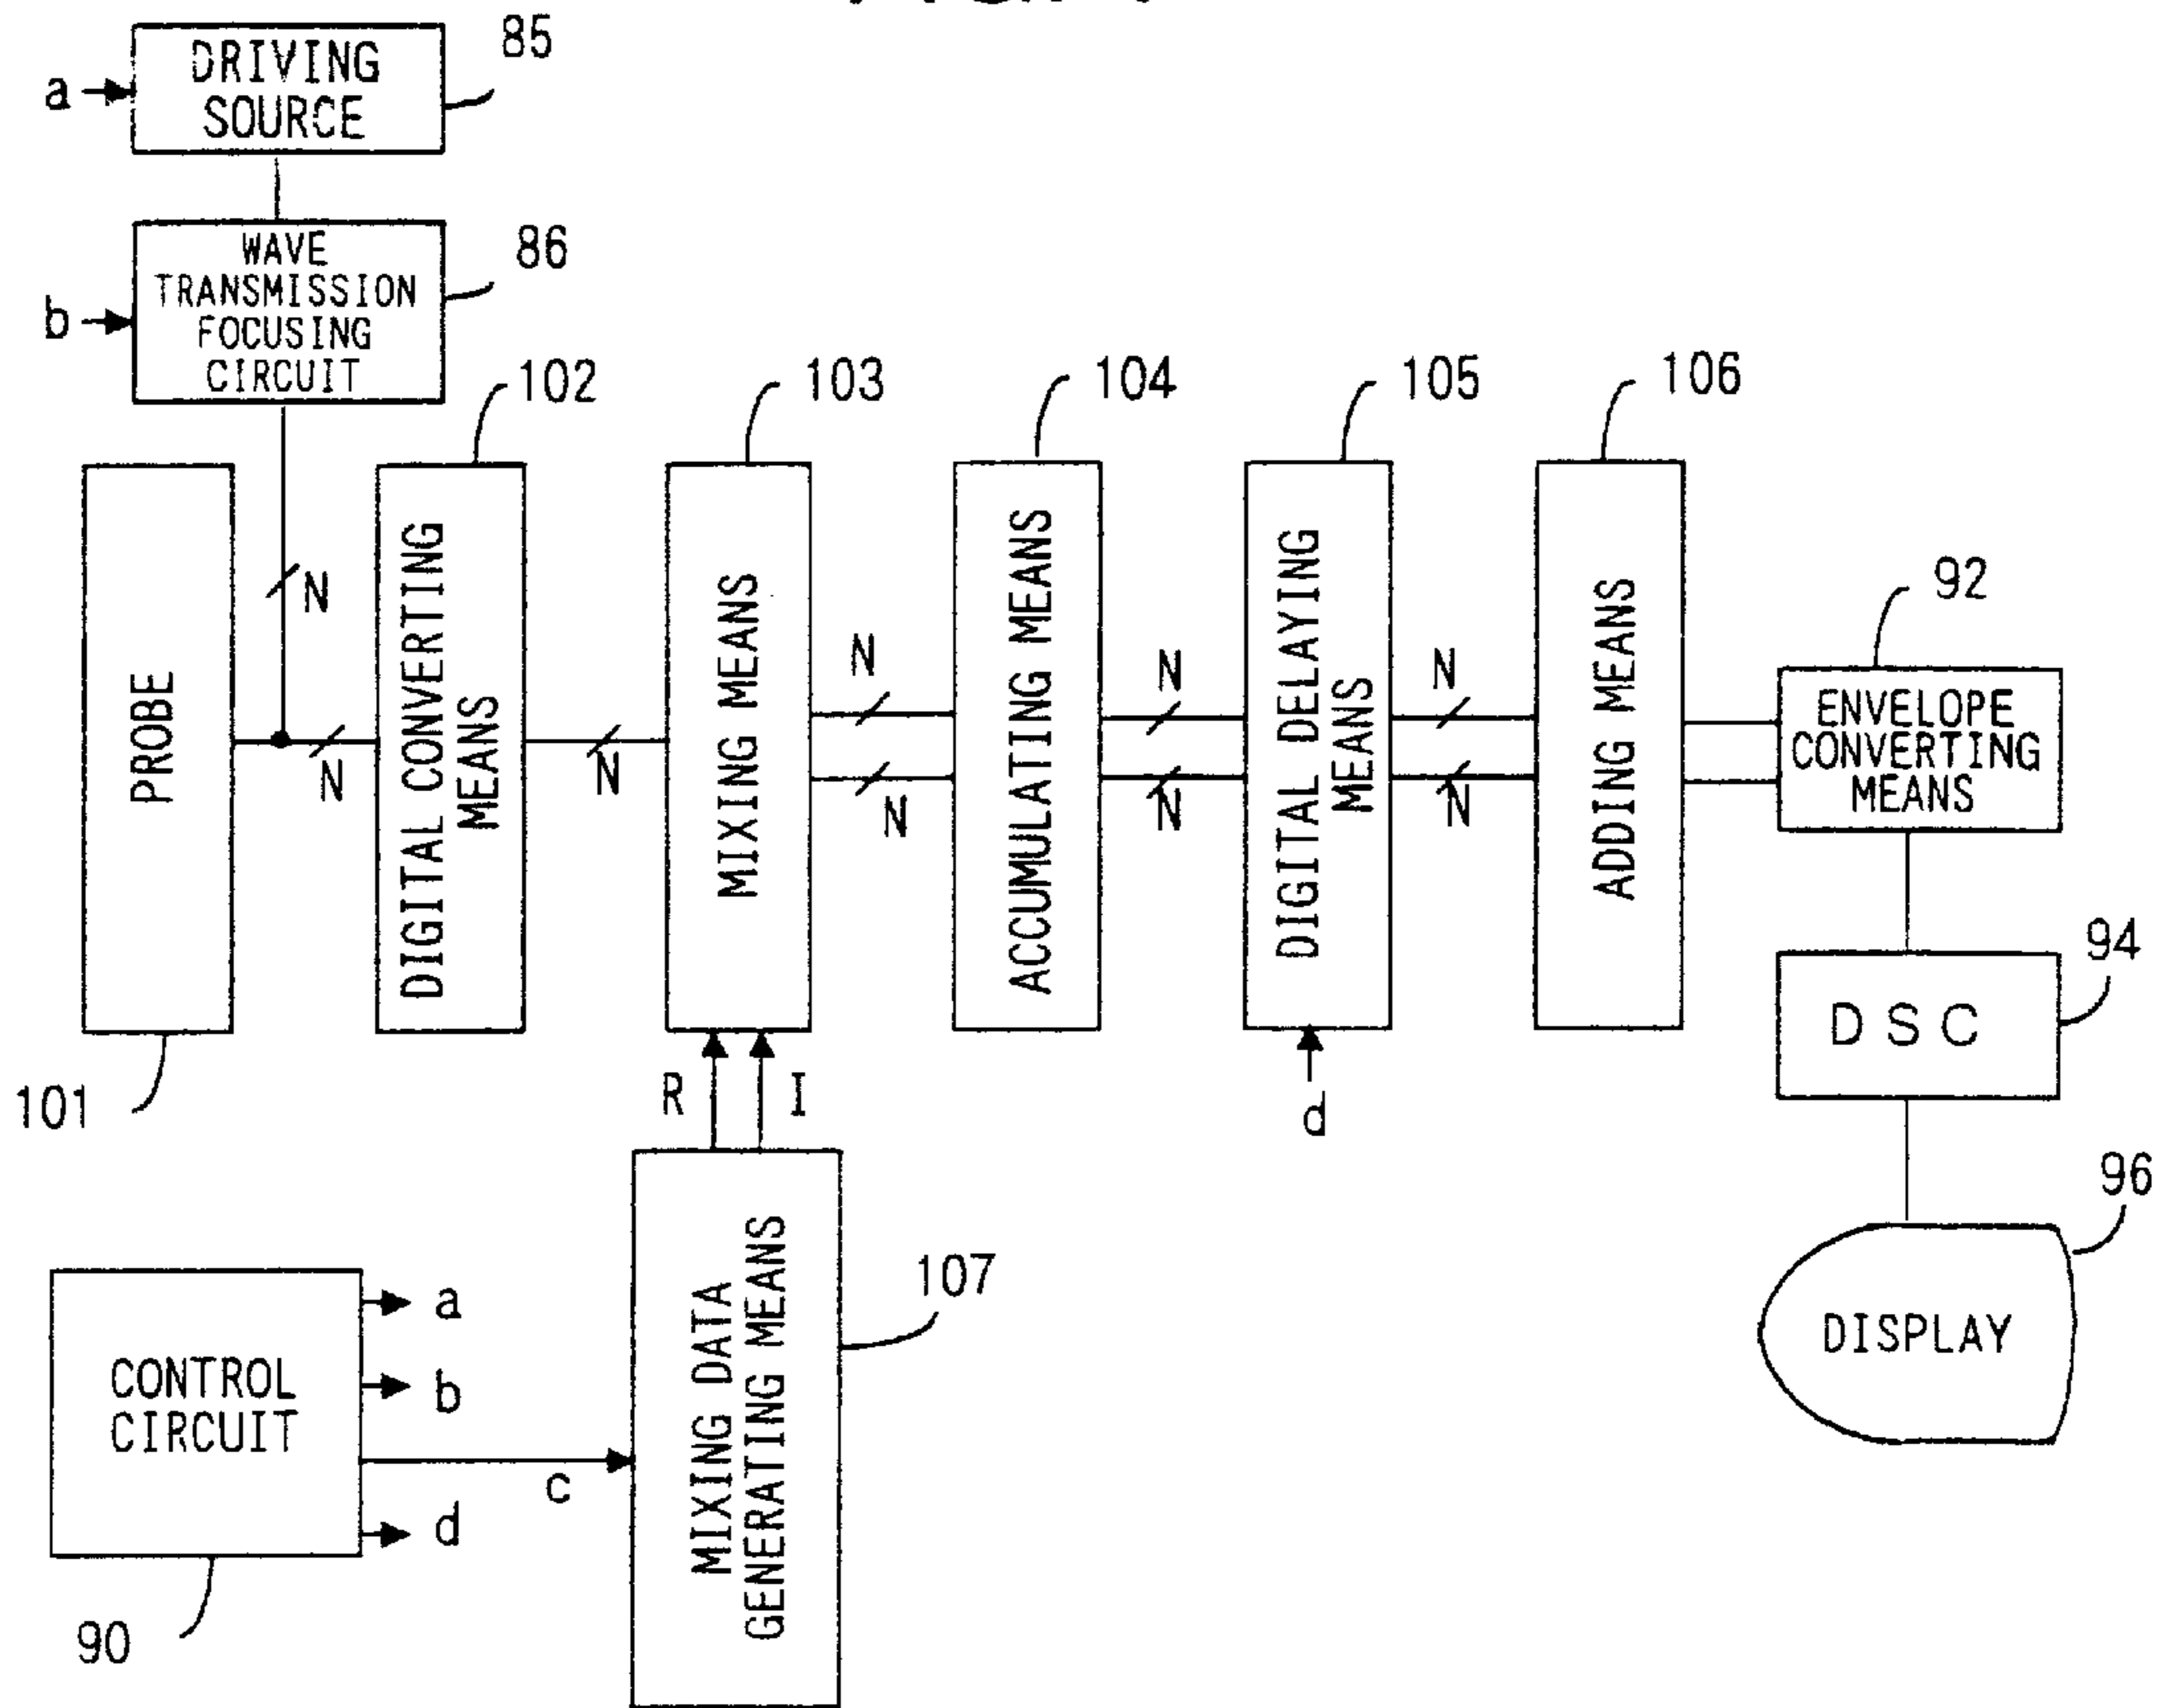 85
DRIVING
SOURCE
a
86
WAVE
TRANSMISSION
FOCUSING
CIRCUIT
b
102
103
104
105
106
N
92
PROBE
N
DIGITAL CONVERTING
MEANS
N
MIXING MEANS
N
N
ACCUMULATING MEANS
N
N
DIGITAL DELAYING
MEANS
N
N
ADDING MEANS
ENVELOPE
CONVERTING
MEANS
94
DSC
101
R
I
d
96
DISPLAY
107
MIXING DATA
GENERATING MEANS
CONTROL
CIRCUIT
a
b
c
d
90